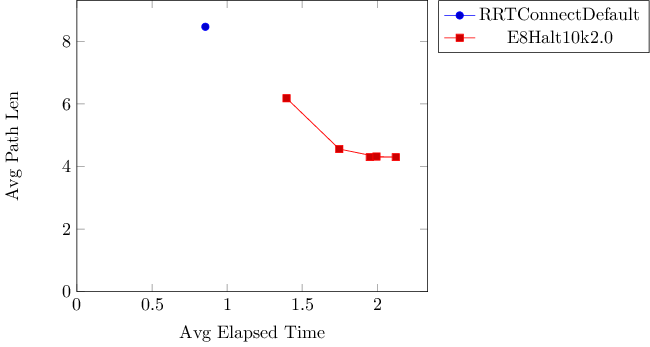 RRTConnectDefault
E8Halt10k2.0
8
6
4
2
0
0 0.5 1 1.5 2
Avg Path Len
Avg Elapsed Time